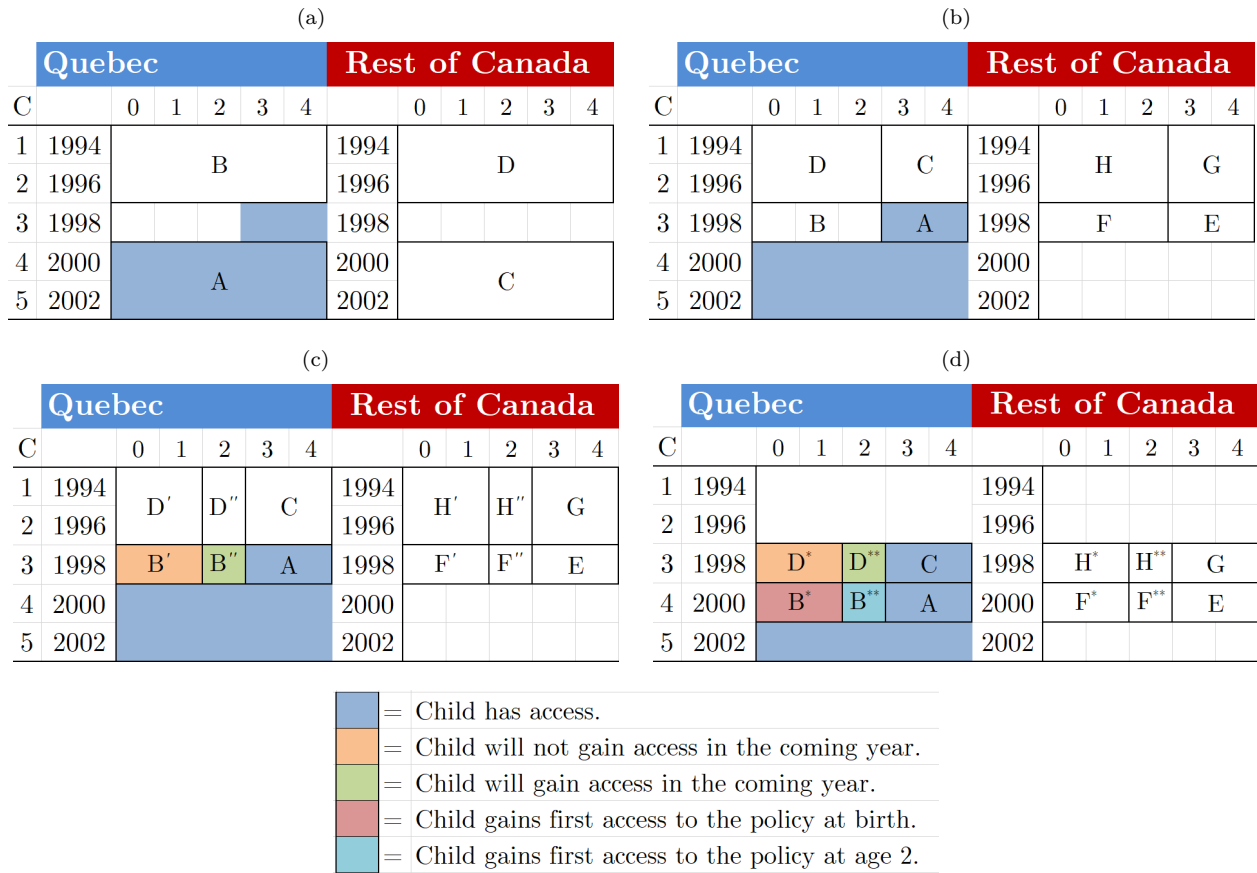 (a)
Quebec Rest of Canada
C 0 1 2 3 4 0 1 2 3 4
1 1994 1994
B D
2 1996 1996
3 1998 1998
4 2000 2000
A C
5 2002 2002
(b)
Quebec Rest of Canada
C 0 1 2 3 4 0 1 2 3 4
1 1994 1994
D C H G
2 1996 1996
3 1998 B A 1998 F E
4 2000 2000
5 2002 2002
(c)
Quebec Rest of Canada
C 0 1 2 3 4 0 1 2 3 4
1 1994 1994
D′ D′′ C H′ H′′ G
2 1996 1996
3 1998 B′ B′′ A 1998 F′ F′′ E
4 2000 2000
5 2002 2002
(d)
Quebec Rest of Canada
C 0 1 2 3 4 0 1 2 3 4
1 1994 1994
2 1996 1996
3 1998 D* D** C 1998 H* H** G
4 2000 B* B** A 2000 F* F** E
5 2002 2002
= Child has access.
= Child will not gain access in the coming year.
= Child will gain access in the coming year.
= Child gains first access to the policy at birth.
= Child gains first access to the policy at age 2.